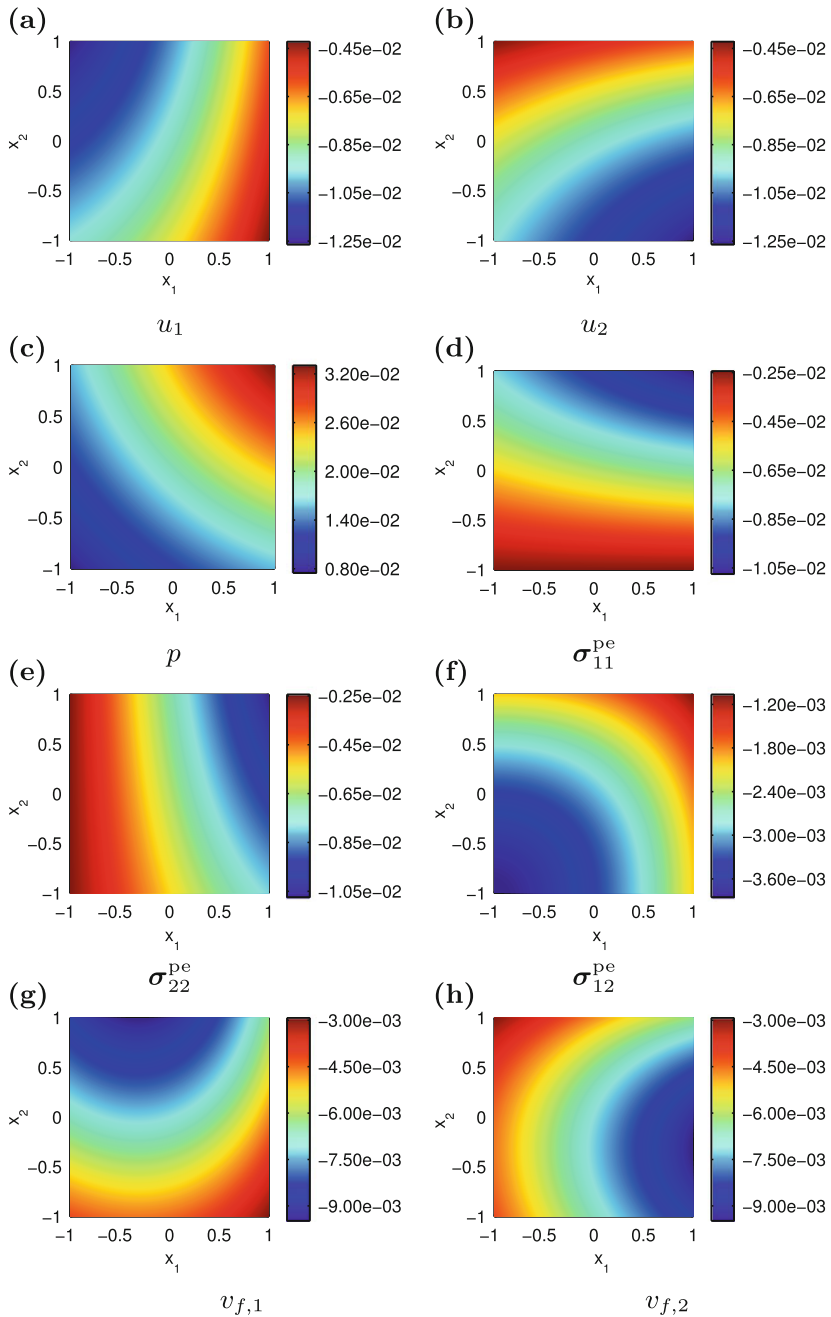 (a)
1
0.5
0
−0.5
−1
x2
−1 −0.5 0 0.5 1
x1
−0.45e−02
−0.65e−02
−0.85e−02
−1.05e−02
−1.25e−02
u1
(b)
1
0.5
0
−0.5
−1
x2
−1 −0.5 0 0.5 1
x1
−0.45e−02
−0.65e−02
−0.85e−02
−1.05e−02
−1.25e−02
u2
(c)
1
0.5
0
−0.5
−1
x2
−1 −0.5 0 0.5 1
x1
3.20e−02
2.60e−02
2.00e−02
1.40e−02
0.80e−02
p
(d)
1
0.5
0
−0.5
−1
x2
−1 −0.5 0 0.5 1
x1
−0.25e−02
−0.45e−02
−0.65e−02
−0.85e−02
−1.05e−02
σ11^pe
(e)
1
0.5
0
−0.5
−1
x2
−1 −0.5 0 0.5 1
x1
−0.25e−02
−0.45e−02
−0.65e−02
−0.85e−02
−1.05e−02
σ22^pe
(f)
1
0.5
0
−0.5
−1
x2
−1 −0.5 0 0.5 1
x1
−1.20e−03
−1.80e−03
−2.40e−03
−3.00e−03
−3.60e−03
σ12^pe
(g)
1
0.5
0
−0.5
−1
x2
−1 −0.5 0 0.5 1
x1
−3.00e−03
−4.50e−03
−6.00e−03
−7.50e−03
−9.00e−03
vf,1
(h)
1
0.5
0
−0.5
−1
x2
−1 −0.5 0 0.5 1
x1
−3.00e−03
−4.50e−03
−6.00e−03
−7.50e−03
−9.00e−03
vf,2